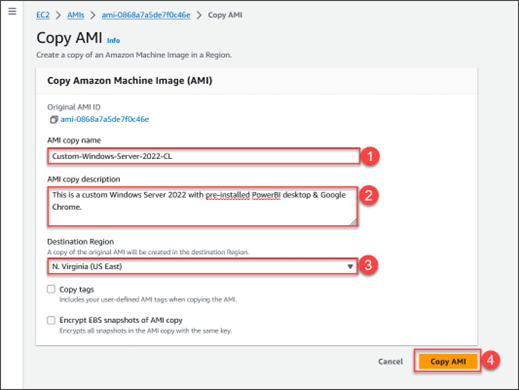 EC2 > AMIs > ami-0868a7a5de7f0c46e > Copy AMI
Copy AMI Info
Create a copy of an Amazon Machine Image in a Region.
Copy Amazon Machine Image (AMI)
Original AMI ID
ami-0868a7a5de7f0c46e
AMI copy name
Custom-Windows-Server-2022-CL
1
AMI copy description
This is a custom Windows Server 2022 with pre-installed PowerBI desktop & Google
Chrome.
2
Destination Region
A copy of the original AMI will be created in the destination Region.
N. Virginia (US East)
3
Copy tags
Includes your user-defined AMI tags when copying the AMI.
Encrypt EBS snapshots of AMI copy
Encrypts all snapshots in the AMI copy with the same key.
Cancel Copy AMI 4